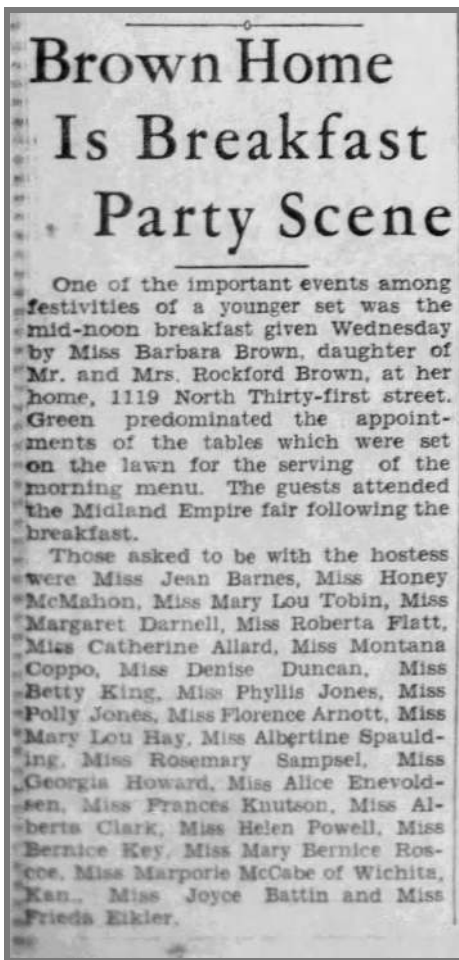 Brown Home
Is Breakfast
Party Scene
One of the important events among
festivities of a younger set was the
mid-noon breakfast given Wednesday
by Miss Barbara Brown, daughter of
Mr. and Mrs. Rockford Brown, at her
home, 1119 North Thirty-first street.
Green predominated the appoint-
ments of the tables which were set
on the lawn for the serving of the
morning menu. The guests attended
the Midland Empire fair following the
breakfast.
Those asked to be with the hostess
were Miss Jean Barnes, Miss Honey
McMahon, Miss Mary Lou Tobin, Miss
Margaret Darnell, Miss Roberta Flatt,
Miss Catherine Allard, Miss Montana
Coppo, Miss Denise Duncan, Miss
Betty King, Miss Phyllis Jones, Miss
Polly Jones, Miss Florence Arnott, Miss
Mary Lou Hay, Miss Albertine Spauld-
ing, Miss Rosemary Sampsel, Miss
Georgia Howard, Miss Alice Enevold-
sen, Miss Frances Knutson, Miss Al-
berta Clark, Miss Helen Powell, Miss
Bernice Key, Miss Mary Bernice Ros-
coe, Miss Marporie McCabe of Wichita,
Kan., Miss Joyce Battin and Miss
Frieda Eikler.